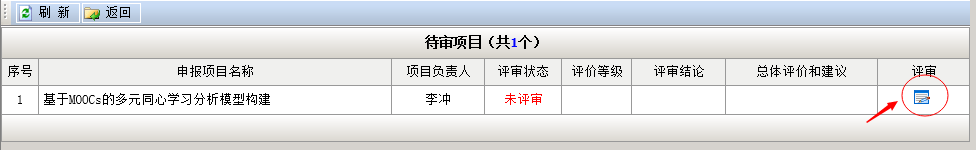 刷 新 返回
待审项目（共1个）
序号 申报项目名称 项目负责人 评审状态 评价等级 评审结论 总体评价和建议 评审
1 基于MOOCs的多元同心学习分析模型构建 李冲 未评审